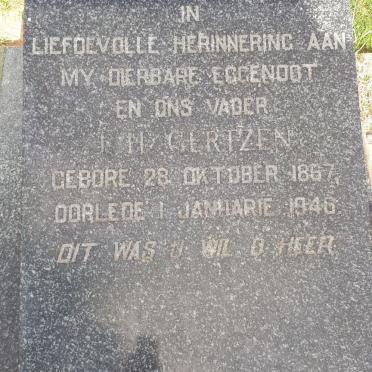 IN
LIEFDEVOLLE HERINNERING AAN
MY DIERBARE EGGENOOT
EN ONS VADER
GERTZEN
GEBORE 28 OKTOBER 1867,
OORLEDE 1 JANUARIE 1946.
DIT WAS U WIL O HEER.